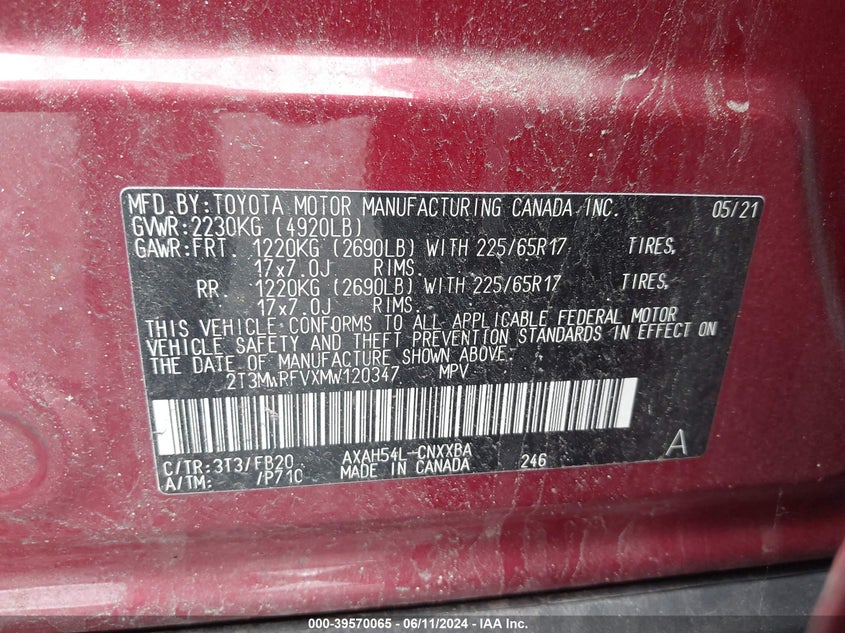 MFD.BY:TOYOTA MOTOR MANUFACTURING CANADA INC. 05/21
GVWR:2230KG (4920LB)
GAWR:FRT. 1220KG (2690LB) WITH 225/65R17 TIRES,
17x7.0J RIMS.
RR. 1220KG (2690LB) WITH 225/65R17 TIRES,
17x7.0J RIMS.
THIS VEHICLE CONFORMS TO ALL APPLICABLE FEDERAL MOTOR
VEHICLE SAFETY AND THEFT PREVENTION STANDARDS IN EFFECT ON
THE DATE OF MANUFACTURE SHOWN ABOVE.
2T3MWRFVXMW120347 MPV
C/TR:3T3/FB20 AXAH54L-CNXXBA 246 A
A/TM: /P710 MADE IN CANADA
000-39570065 - 06/11/2024 - IAA Inc.